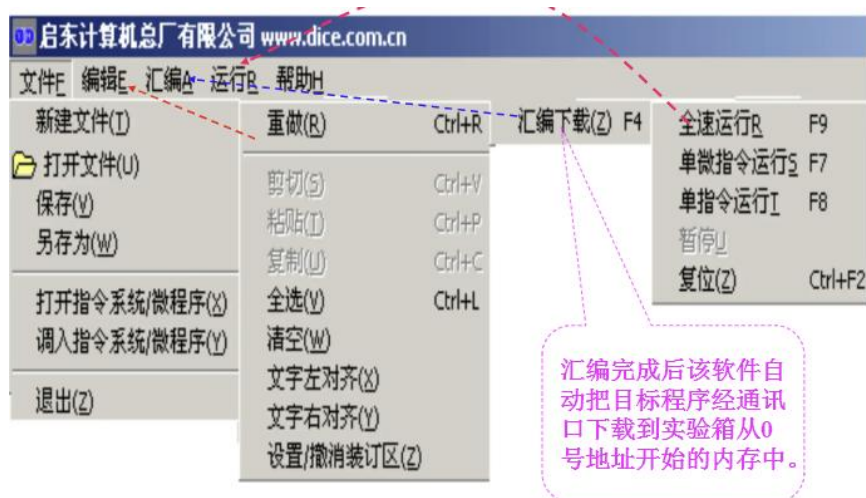 启东计算机总厂有限公司 www.dice.com.cn
文件F 编辑E 汇编A 运行R 帮助H
新建文件(T)
打开文件(U)
保存(V)
另存为(W)
打开指令系统/微程序(X)
调入指令系统/微程序(Y)
退出(Z)
重做(R) Ctrl+R
剪切(S) Ctrl+V
粘贴(T) Ctrl+P
复制(U) Ctrl+C
全选(V) Ctrl+L
清空(W)
文字左对齐(X)
文字右对齐(Y)
设置/撤消装订区(Z)
汇编下载(Z) F4
全速运行R F9
单微指令运行S F7
单指令运行T F8
暂停U
复位(Z) Ctrl+F2
汇编完成后该软件自
动把目标程序经通讯
口下载到实验箱从0
号地址开始的内存中。